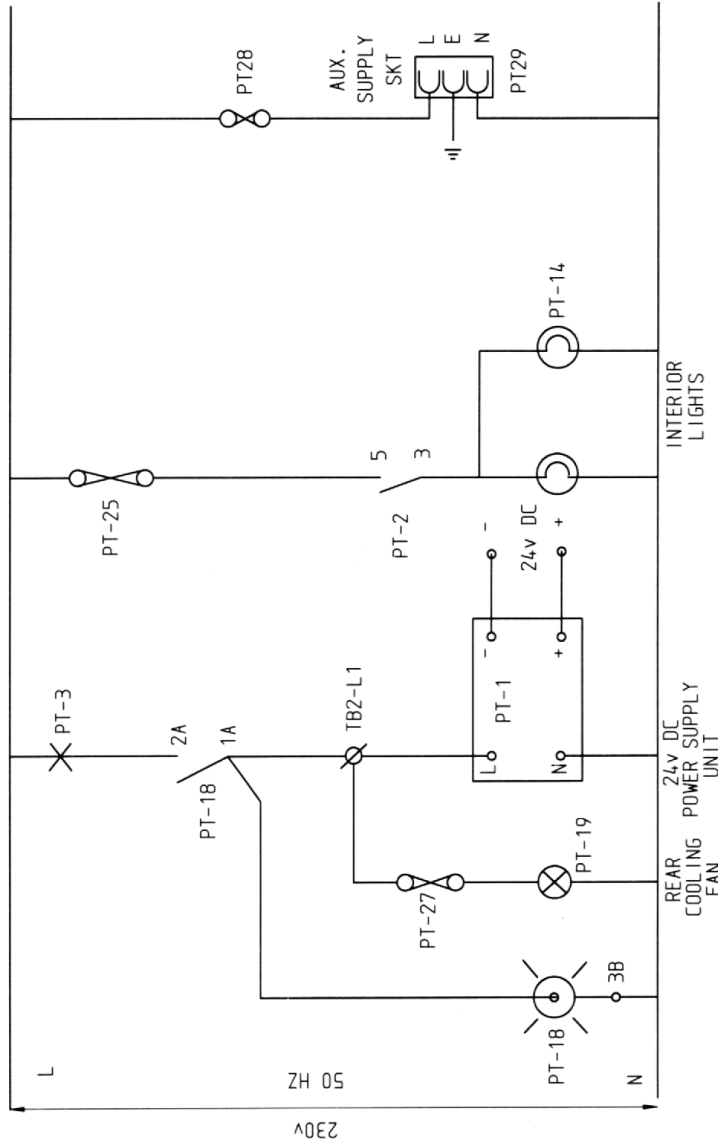 230v
50 HZ
L
N
PT-18
3B
REAR
COOLING
FAN
PT-27
PT-19
PT-18
2A
1A
PT-3
TB2-L1
L
N
PT-1
-
+
-
+
24v DC
24v DC
POWER SUPPLY
UNIT
PT-25
PT-2
5
3
INTERIOR
LIGHTS
PT-14
PT28
AUX.
SUPPLY
SKT
L
E
N
PT29